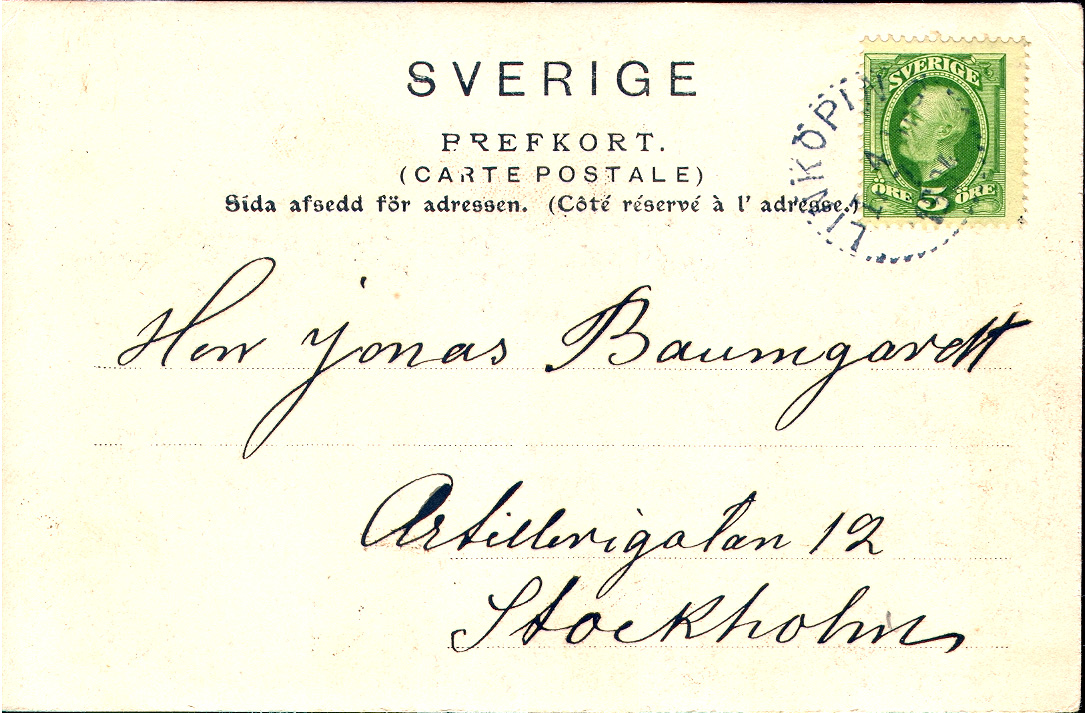 SVERIGE
BREFKORT.
(CARTE POSTALE)
Sida afsedd för adressen. (Côté réservé à l' adresse.)
SVERIGE
ÖRE 5 ÖRE
LINKÖPIN
Herr Jonas Baumgardt
Artillerigatan 12
Stockholm